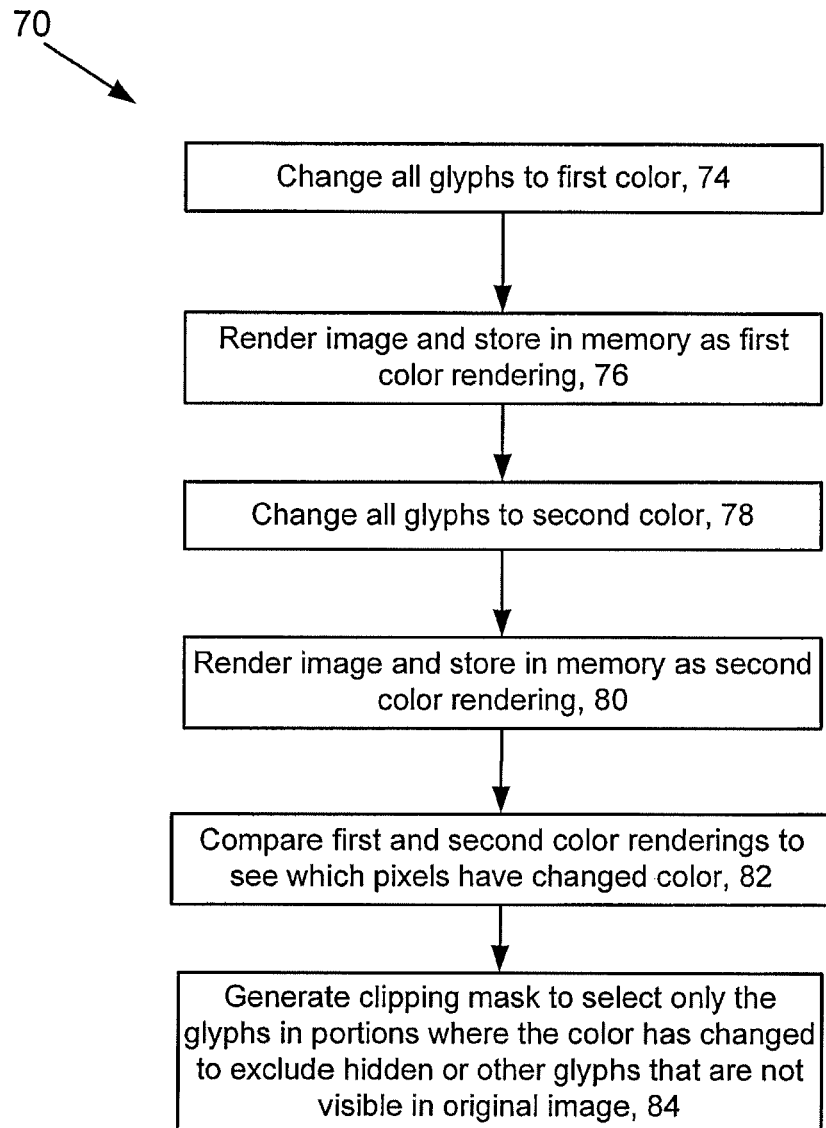 70
Change all glyphs to first color, 74
Render image and store in memory as first
color rendering, 76
Change all glyphs to second color, 78
Render image and store in memory as second
color rendering, 80
Compare first and second color renderings to
see which pixels have changed color, 82
Generate clipping mask to select only the
glyphs in portions where the color has changed
to exclude hidden or other glyphs that are not
visible in original image, 84